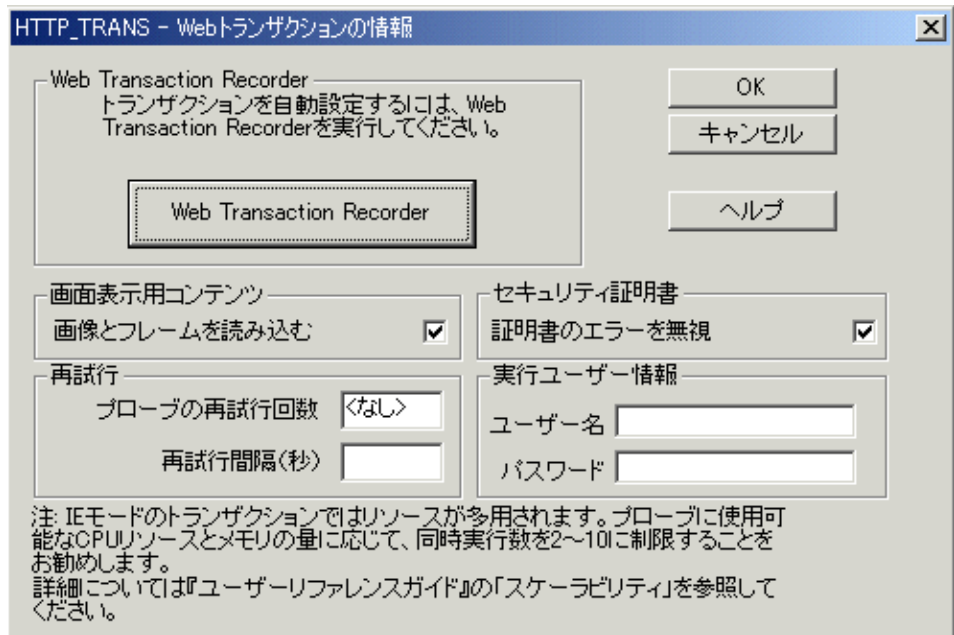 HTTP_TRANS - Webトランザクションの情報
Web Transaction Recorder
トランザクションを自動設定するには、Web
Transaction Recorderを実行してください。
Web Transaction Recorder
OK
キャンセル
ヘルプ
画面表示用コンテンツ
画像とフレームを読み込む
セキュリティ証明書
証明書のエラーを無視
再試行
プローブの再試行回数 <なし>
再試行間隔(秒)
実行ユーザー情報
ユーザー名
パスワード
注: IEモードのトランザクションではリソースが多用されます。プローブに使用可
能なCPUリソースとメモリの量に応じて、同時実行数を2～10に制限することを
お勧めします。
詳細については『ユーザーリファレンスガイド』の「スケーラビリティ」を参照して
ください。